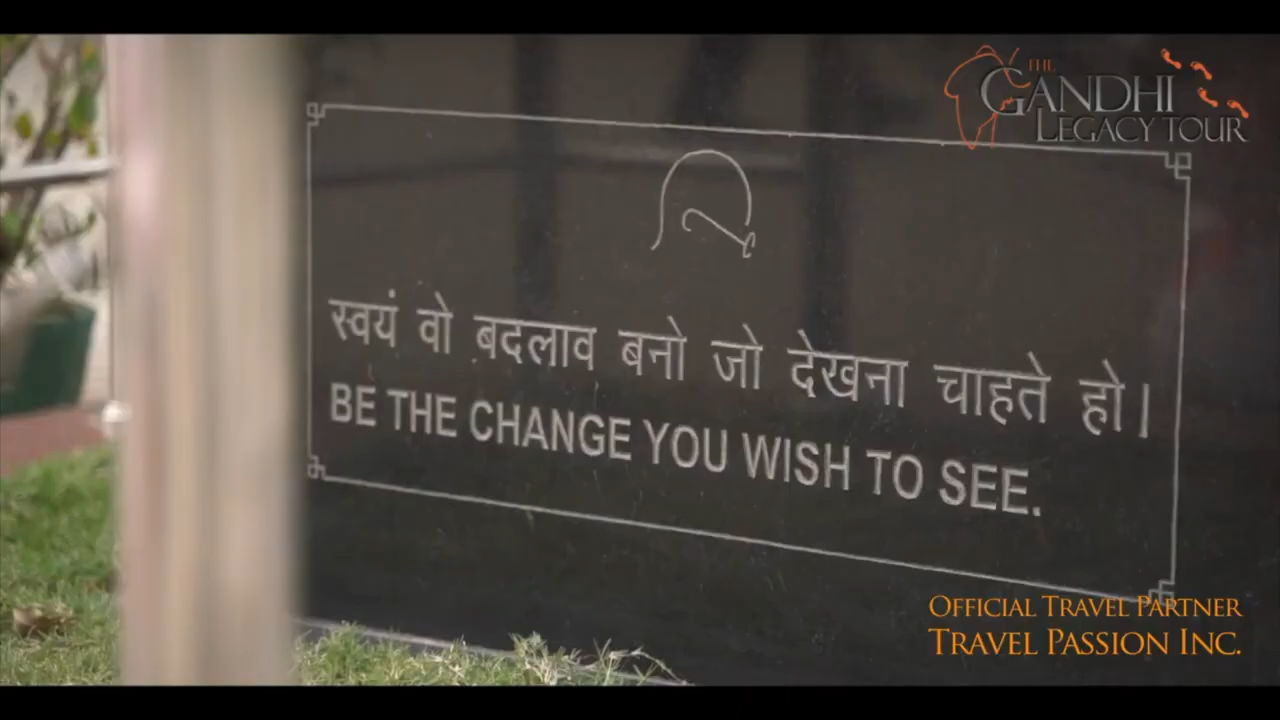 THE
GANDHI
LEGACY TOUR
स्वयं वो बदलाव बनो जो देखना चाहते हो।
BE THE CHANGE YOU WISH TO SEE.
OFFICIAL TRAVEL PARTNER
TRAVEL PASSION INC.